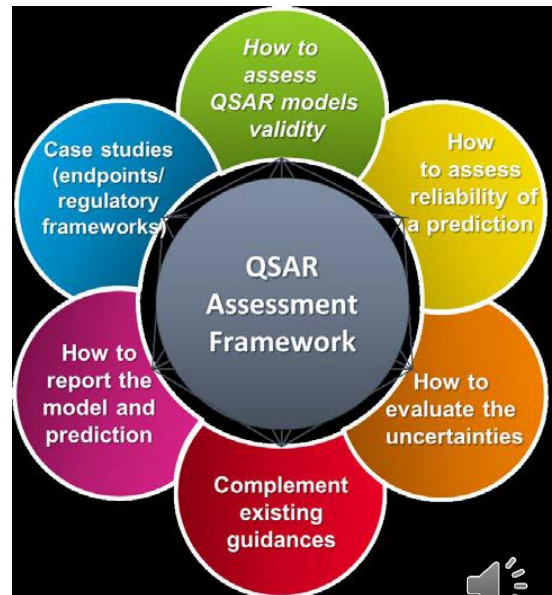 How to
assess
QSAR models
validity
How
to assess
reliability of
a prediction
How to
evaluate the
uncertainties
Complement
existing
guidances
How to
report the
model and
prediction
Case studies
(endpoints/
regulatory
frameworks)
QSAR
Assessment
Framework